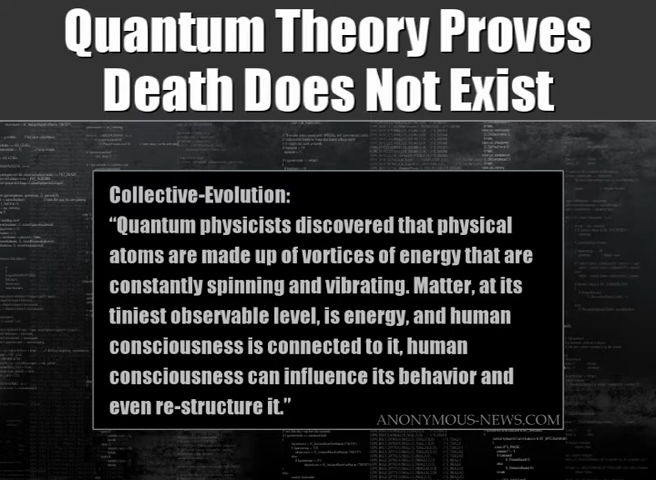 Quantum Theory Proves
Death Does Not Exist
Collective-Evolution:
“Quantum physicists discovered that physical
atoms are made up of vortices of energy that are
constantly spinning and vibrating. Matter, at its
tiniest observable level, is energy, and human
consciousness is connected to it, human
consciousness can influence its behavior and
even re-structure it.”
ANONYMOUS-NEWS.COM